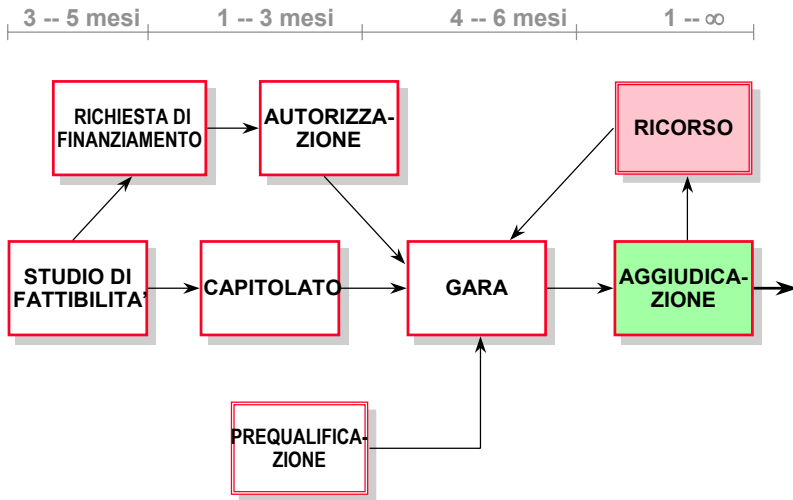 3 -- 5 mesi
1 -- 3 mesi
4 -- 6 mesi
1 -- ∞
RICHIESTA DI
FINANZIAMENTO
AUTORIZZA-
ZIONE
RICORSO
STUDIO DI
FATTIBILITA’
CAPITOLATO
GARA
AGGIUDICA-
ZIONE
PREQUALIFICA-
ZIONE